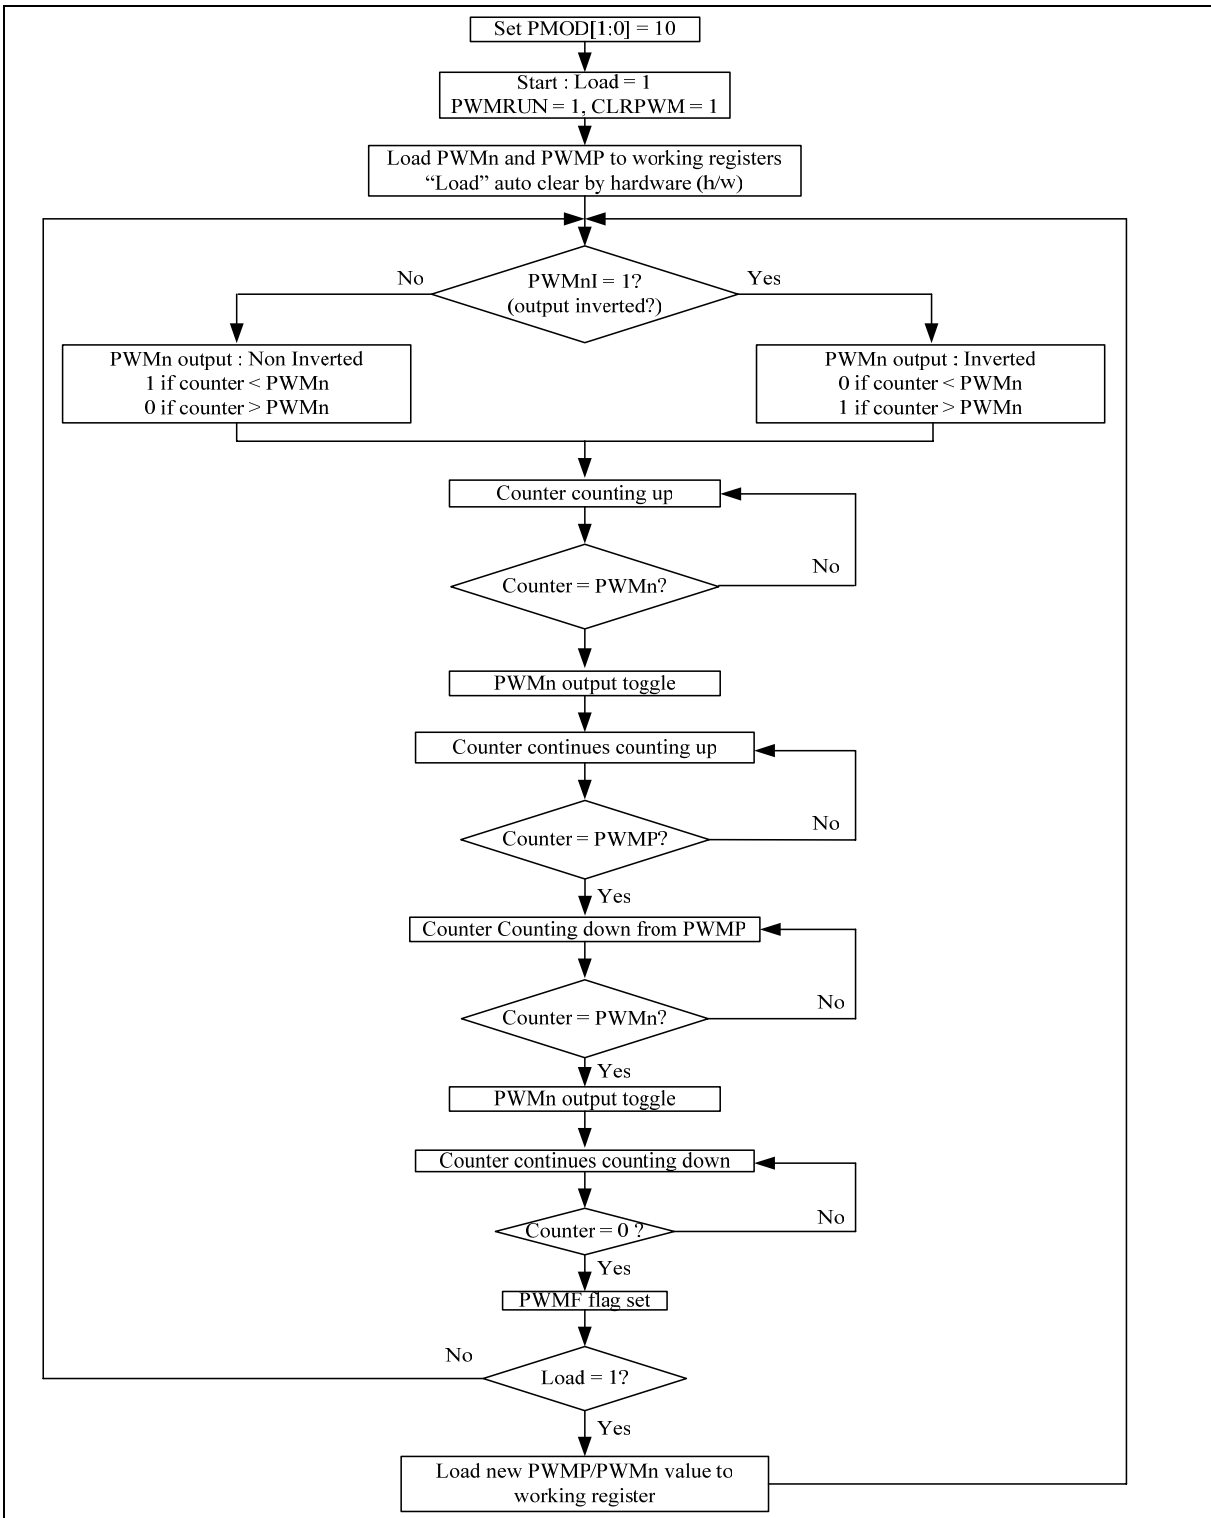 Set PMOD[1:0] = 10
Start : Load = 1
PWMRUN = 1, CLRPWM = 1
Load PWMn and PWMP to working registers
“Load” auto clear by hardware (h/w)
No
PWMnI = 1?
(output inverted?)
Yes
PWMn output : Non Inverted
1 if counter < PWMn
0 if counter > PWMn
PWMn output : Inverted
0 if counter < PWMn
1 if counter > PWMn
Counter counting up
Counter = PWMn?
No
PWMn output toggle
Counter continues counting up
Counter = PWMP?
No
Yes
Counter Counting down from PWMP
Counter = PWMn?
No
Yes
PWMn output toggle
Counter continues counting down
Counter = 0 ?
No
Yes
PWMF flag set
No
Load = 1?
Yes
Load new PWMP/PWMn value to
working register